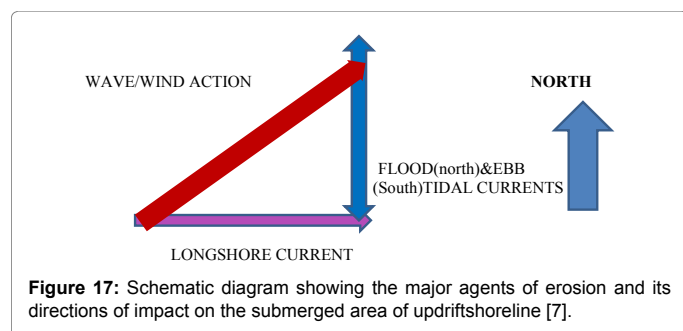 WAVE/WIND ACTION
NORTH
FLOOD(north)&EBB
(South)TIDAL CURRENTS
LONGSHORE CURRENT
Figure 17: Schematic diagram showing the major agents of erosion and its
directions of impact on the submerged area of updriftshoreline [7].